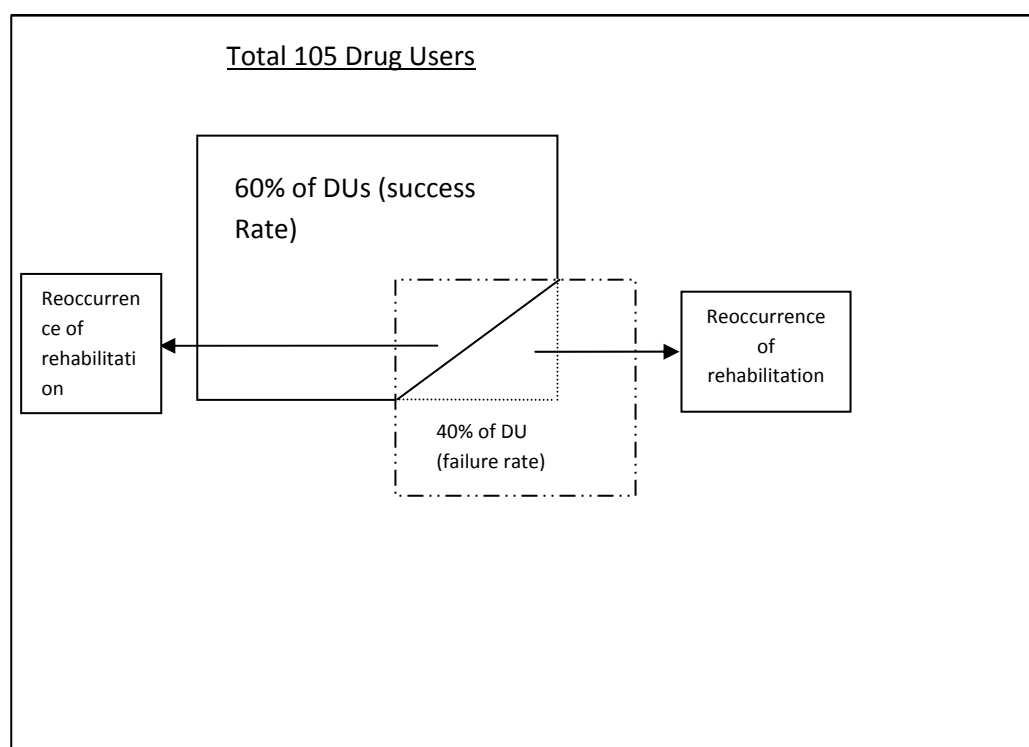 Total 105 Drug Users
60% of DUs (success
Rate)
Reoccurren
ce of
rehabilitati
on
Reoccurrence
of
rehabilitation
40% of DU
(failure rate)